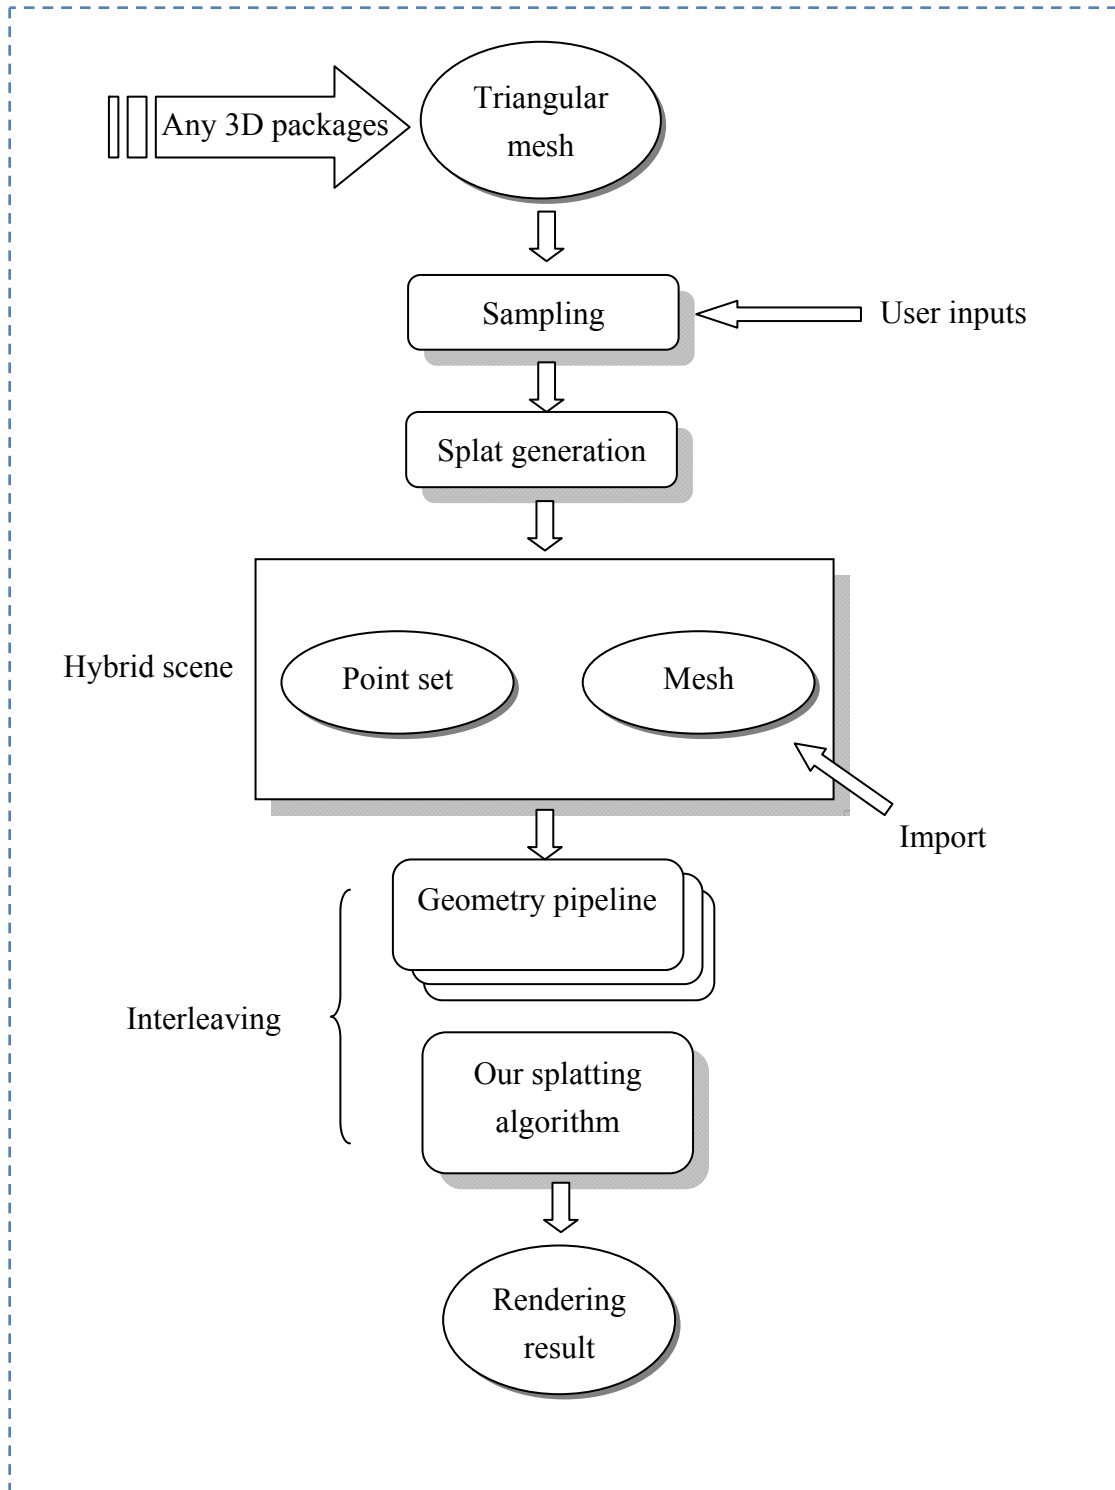 Any 3D packages
Triangular
mesh
Sampling
User inputs
Splat generation
Hybrid scene
Point set
Mesh
Import
Geometry pipeline
Interleaving
Our splatting
algorithm
Rendering
result